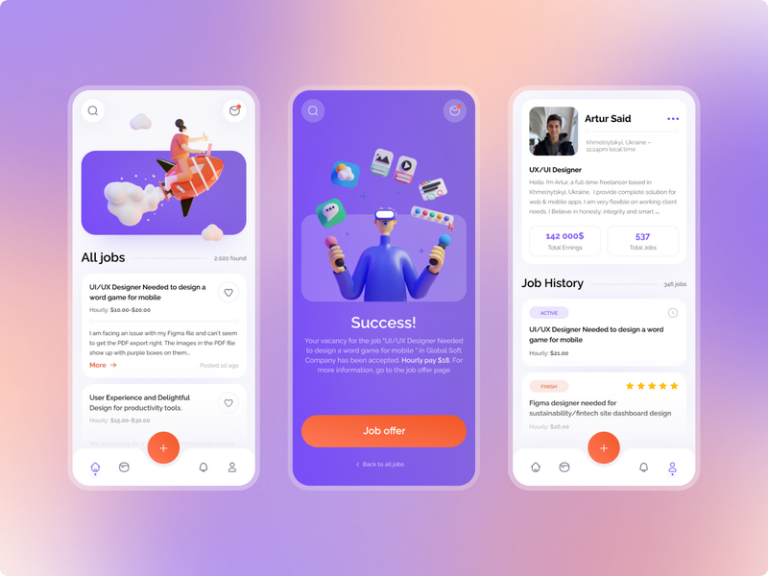 All jobs
2,020 found
UI/UX Designer Needed to design a
word game for mobile
Hourly: $10.00-$20.00
I am facing an issue with my Figma file and can't seem
to get the PDF export right. The images in the PDF file
show up with purple boxes on them...
More →
Posted 1d ago
User Experience and Delightful
Design for productivity tools.
Hourly: $15.00-$30.00
Success!
Your vacancy for the job "UI/UX Designer Needed
to design a word game for mobile " in Global Soft
Company has been accepted. Hourly pay $18. For
more information, go to the job offer page
Job offer
< Back to all jobs
Artur Said
Khmelnytskyi, Ukraine –
11:24pm local time
UX/UI Designer
Hello. I'm Artur, a full-time freelancer based in
Khmelnytskyi, Ukraine. I provide complete solution for
web & mobile apps. I am very flexible on working client
needs. I Believe in honesty, integrity and smart ...
142 000$
Total Ernings
537
Total Jobs
Job History
346 jobs
ACTIVE
UI/UX Designer Needed to design a word
game for mobile
Hourly: $21.00
FINISH
Figma designer needed for
sustainability/fintech site dashboard design
Hourly: